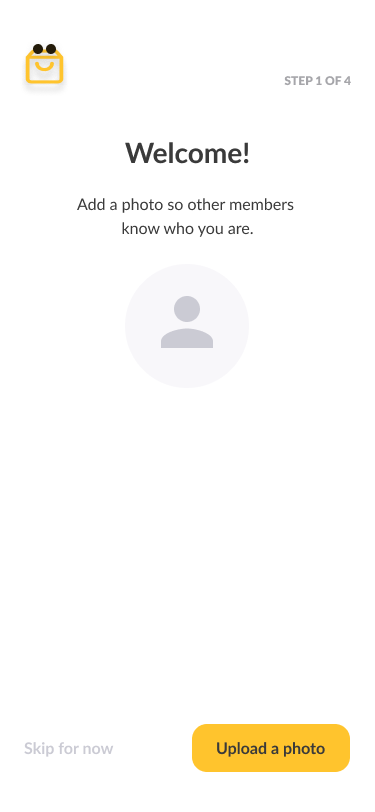 STEP 1 OF 4
Welcome!
Add a photo so other members
know who you are.
Skip for now
Upload a photo